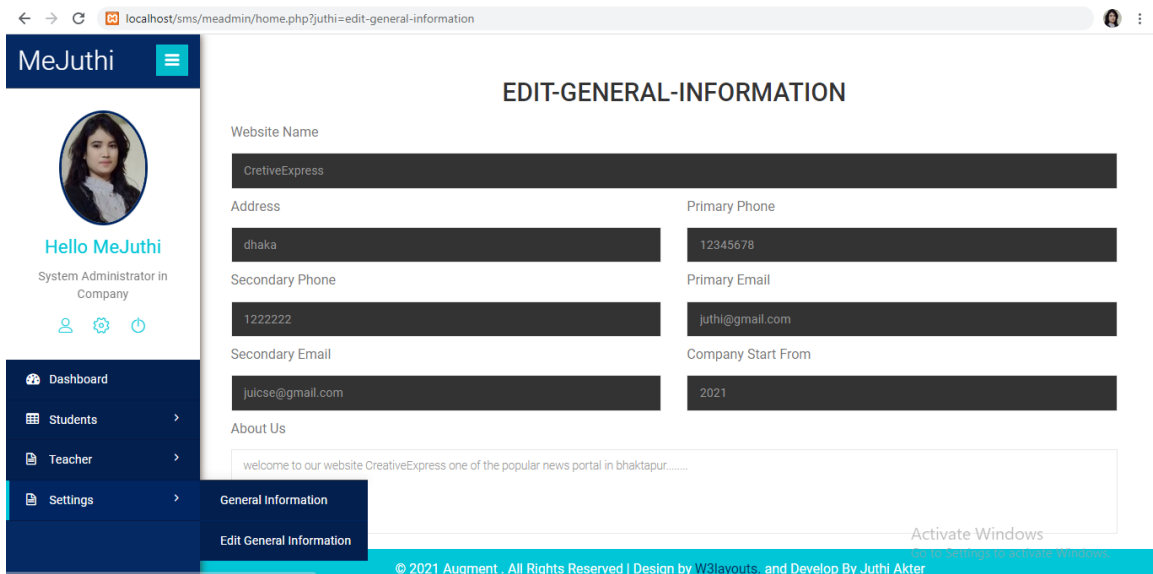 localhost/sms/meadmin/home.php?juthi=edit-general-information
MeJuthi
Hello MeJuthi
System Administrator in
Company
Dashboard
Students
Teacher
Settings
General Information
Edit General Information
EDIT-GENERAL-INFORMATION
Website Name
CretiveExpress
Address
Primary Phone
dhaka
12345678
Secondary Phone
Primary Email
1222222
juthi@gmail.com
Secondary Email
Company Start From
juicse@gmail.com
2021
About Us
welcome to our website CreativeExpress one of the popular news portal in bhaktapur........
Activate Windows
Go to Settings to activate Windows.
© 2021 Augment . All Rights Reserved | Design by W3layouts. and Develop By Juthi Akter